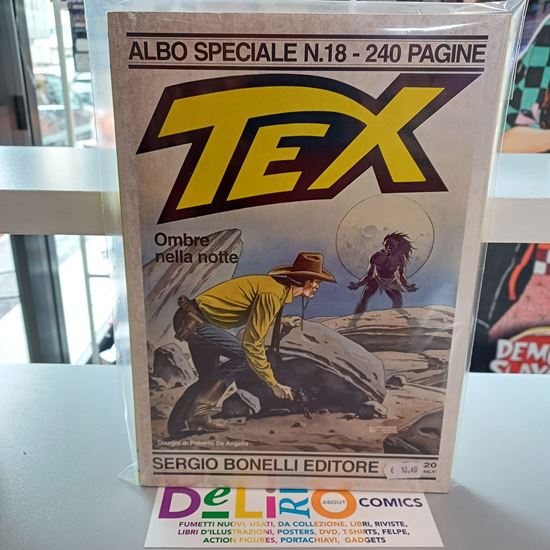 ALBO SPECIALE N.18 - 240 PAGINE
TEX
Ombre
nella notte
Disegni di Roberto De Angelis
SERGIO BONELLI EDITORE
€ 10,40
20
DELIRIO
ABOUT
COMICS
FUMETTI NUOVI, USATI, DA COLLEZIONE, LIBRI, RIVISTE,
LIBRI D'ILLUSTRAZIONI, POSTERS, DVD, T-SHIRTS, FELPE,
ACTION FIGURES, PORTACHIAVI, GADGETS